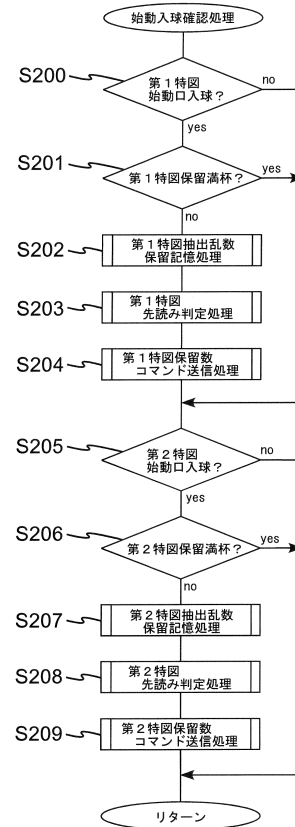 始動入球確認処理
S200
第1特図
始動口入球?
no
yes
S201
第1特図保留満杯?
yes
no
S202
第1特図抽出乱数
保留記憶処理
S203
第1特図
先読み判定処理
S204
第1特図保留数
コマンド送信処理
S205
第2特図
始動口入球?
no
yes
S206
第2特図保留満杯?
yes
no
S207
第2特図抽出乱数
保留記憶処理
S208
第2特図
先読み判定処理
S209
第2特図保留数
コマンド送信処理
リターン